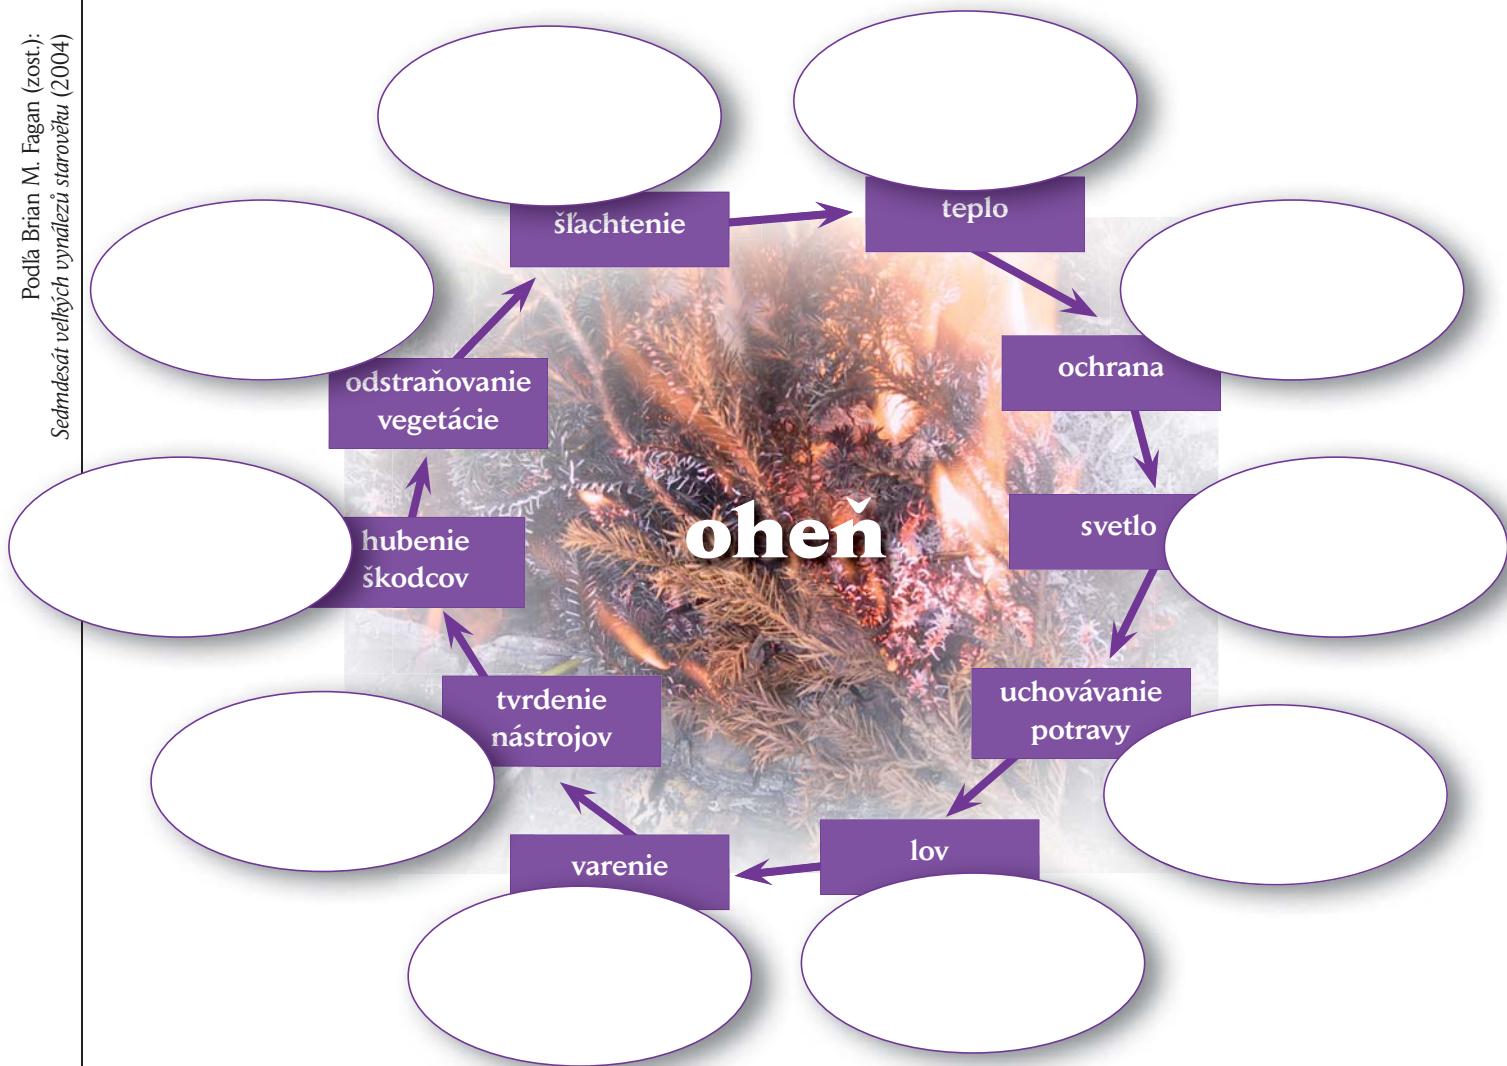 Podľa Brian M. Fagan (zost.):
Sedmdesát velkých vynálezů starověku (2004)
šľachtenie
teplo
ochrana
svetlo
uchovávanie
potravy
lov
varenie
tvrdenie
nástrojov
hubenie
škodcov
odstraňovanie
vegetácie
oheň